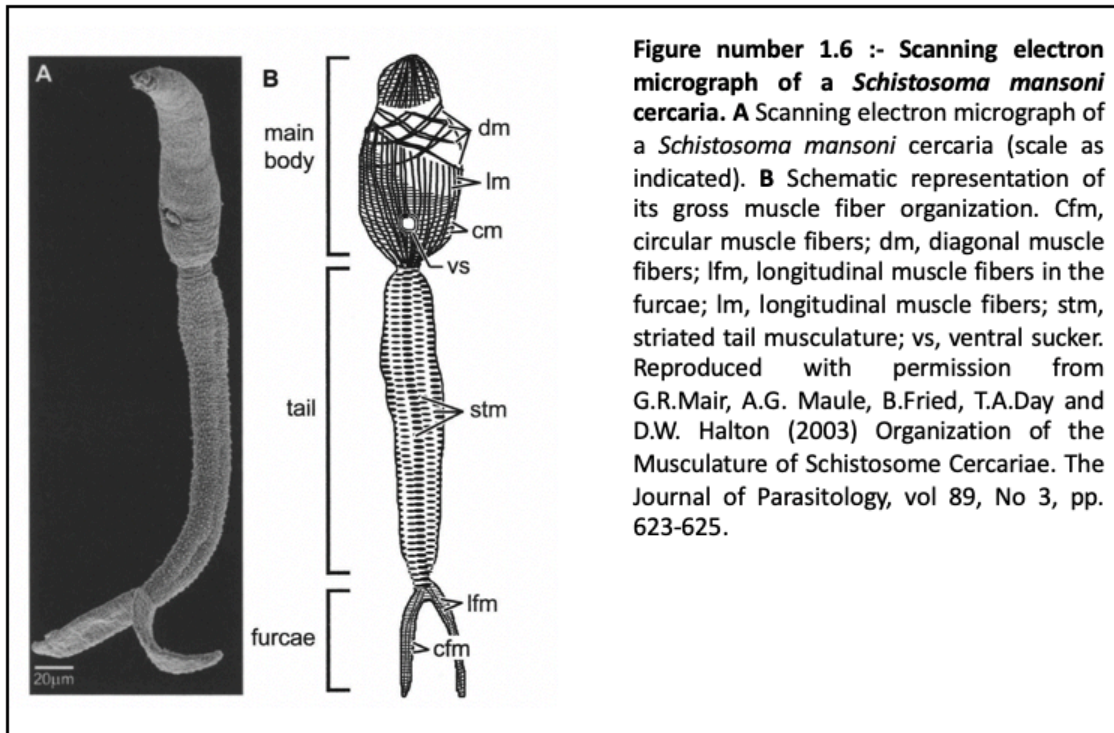 A
20μm
B
main
body
tail
furcae
dm
lm
cm
vs
stm
lfm
cfm
Figure number 1.6 :- Scanning electron
micrograph of a Schistosoma mansoni
cercaria. A Scanning electron micrograph of
a Schistosoma mansoni cercaria (scale as
indicated). B Schematic representation of
its gross muscle fiber organization. Cfm,
circular muscle fibers; dm, diagonal muscle
fibers; lfm, longitudinal muscle fibers in the
furcae; lm, longitudinal muscle fibers; stm,
striated tail musculature; vs, ventral sucker.
Reproduced with permission from
G.R.Mair, A.G. Maule, B.Fried, T.A.Day and
D.W. Halton (2003) Organization of the
Musculature of Schistosome Cercariae. The
Journal of Parasitology, vol 89, No 3, pp.
623-625.